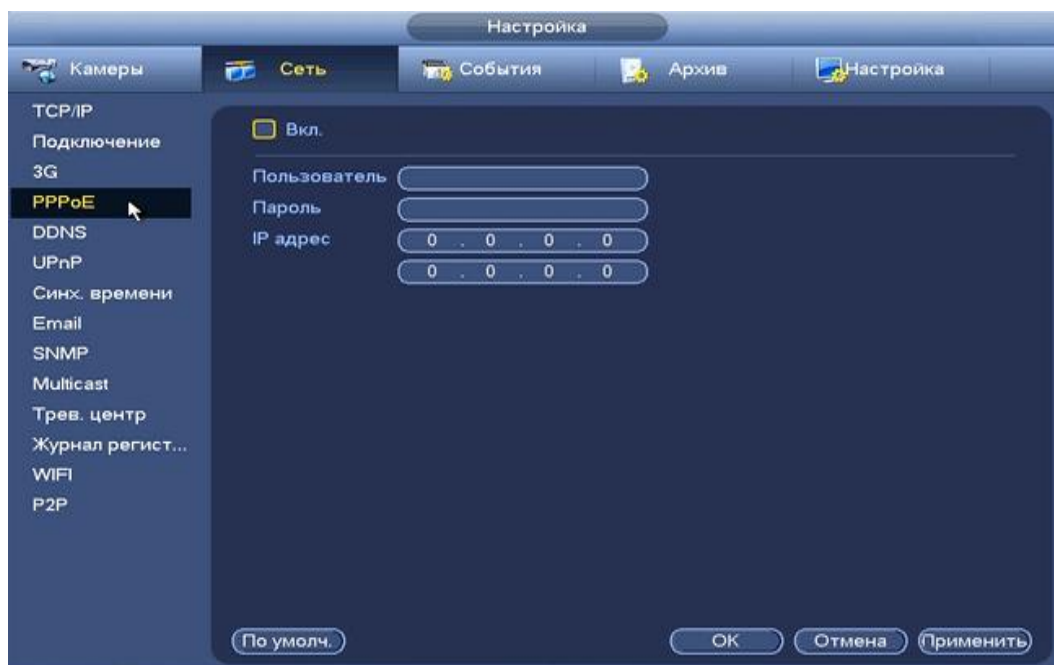 Настройка
Камеры Сеть События Архив Настройка
TCP/IP
Подключение
3G
PPPoE
DDNS
UPnP
Синх. времени
Email
SNMP
Multicast
Трев. центр
Журнал регист...
WIFI
P2P
Вкл.
Пользователь
Пароль
IP адрес 0 . 0 . 0 . 0
0 . 0 . 0 . 0
По умолч. OK Отмена Применить